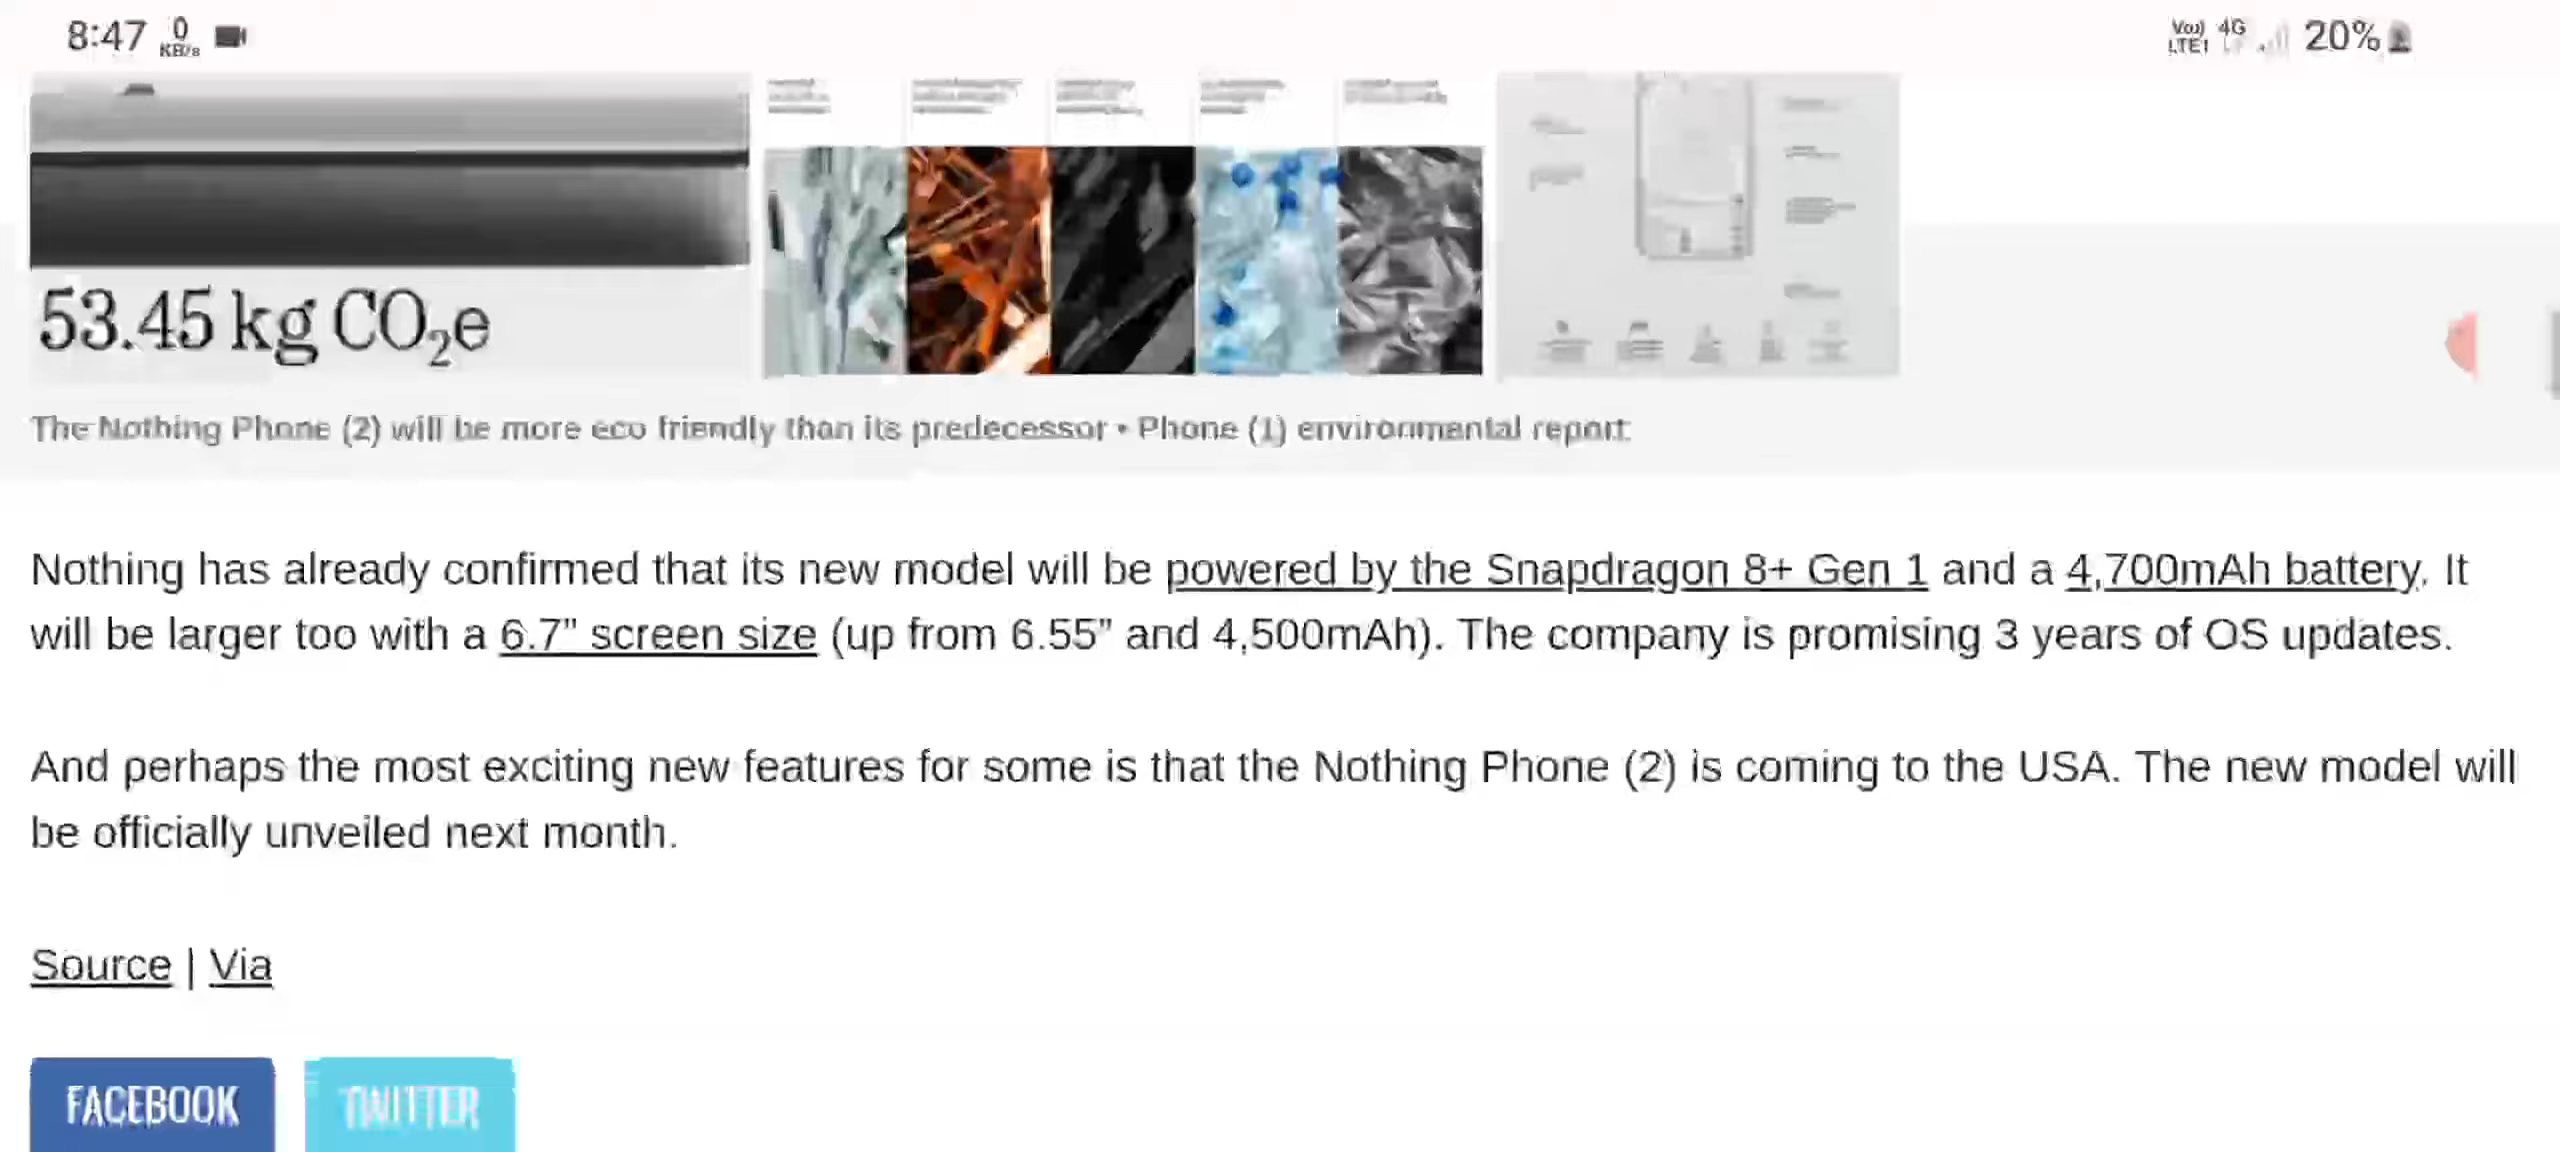 8:47 0 KB/s Vo)) LTE1 4G 20%
53.45 kg CO₂e
The Nothing Phone (2) will be more eco friendly than its predecessor • Phone (1) environmental report
Nothing has already confirmed that its new model will be powered by the Snapdragon 8+ Gen 1 and a 4,700mAh battery. It
will be larger too with a 6.7" screen size (up from 6.55" and 4,500mAh). The company is promising 3 years of OS updates.
And perhaps the most exciting new features for some is that the Nothing Phone (2) is coming to the USA. The new model will
be officially unveiled next month.
Source | Via
FACEBOOK TWITTER